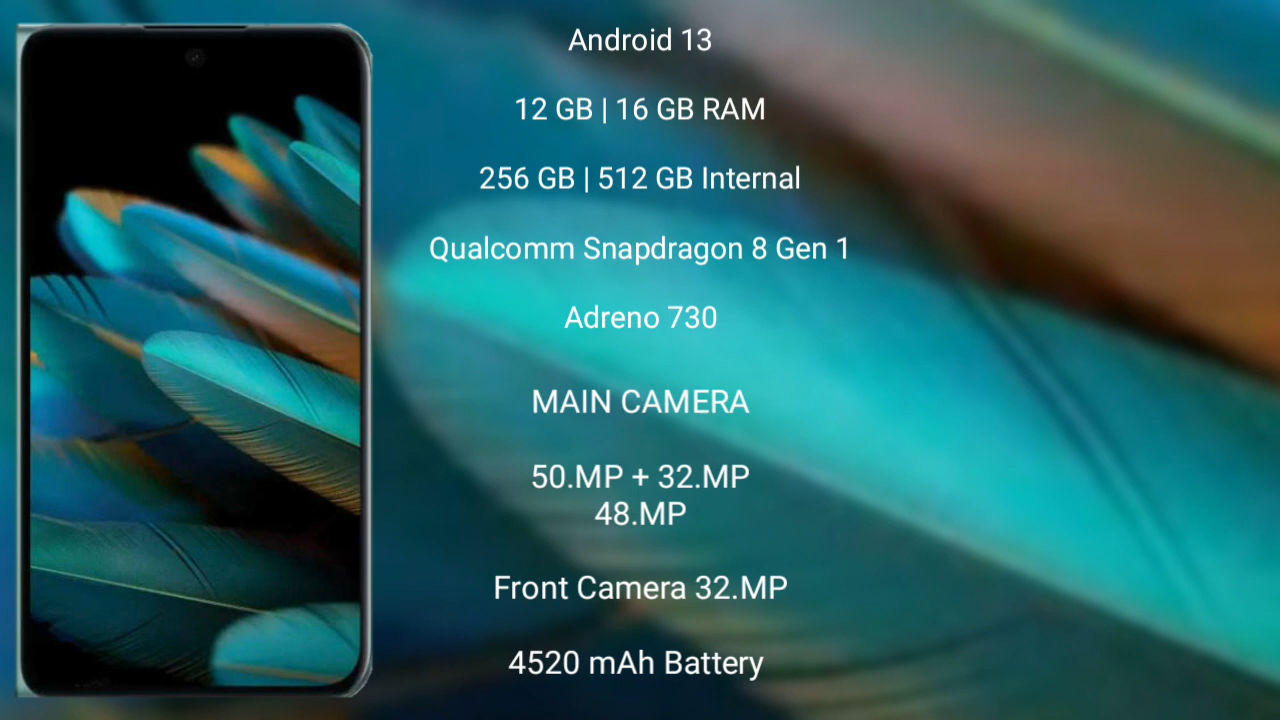 Android 13
12 GB | 16 GB RAM
256 GB | 512 GB Internal
Qualcomm Snapdragon 8 Gen 1
Adreno 730
MAIN CAMERA
50.MP + 32.MP
48.MP
Front Camera 32.MP
4520 mAh Battery